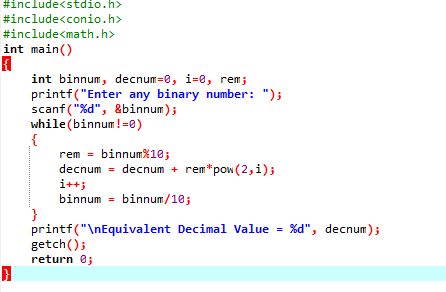 #include<stdio.h>
#include<conio.h>
#include<math.h>
int main()
{
    int binnum, decnum=0, i=0, rem;
    printf("Enter any binary number: ");
    scanf("%d", &binnum);
    while(binnum!=0)
    {
        rem = binnum%10;
        decnum = decnum + rem*pow(2,i);
        i++;
        binnum = binnum/10;
    }
    printf("\nEquivalent Decimal Value = %d", decnum);
    getch();
    return 0;
}